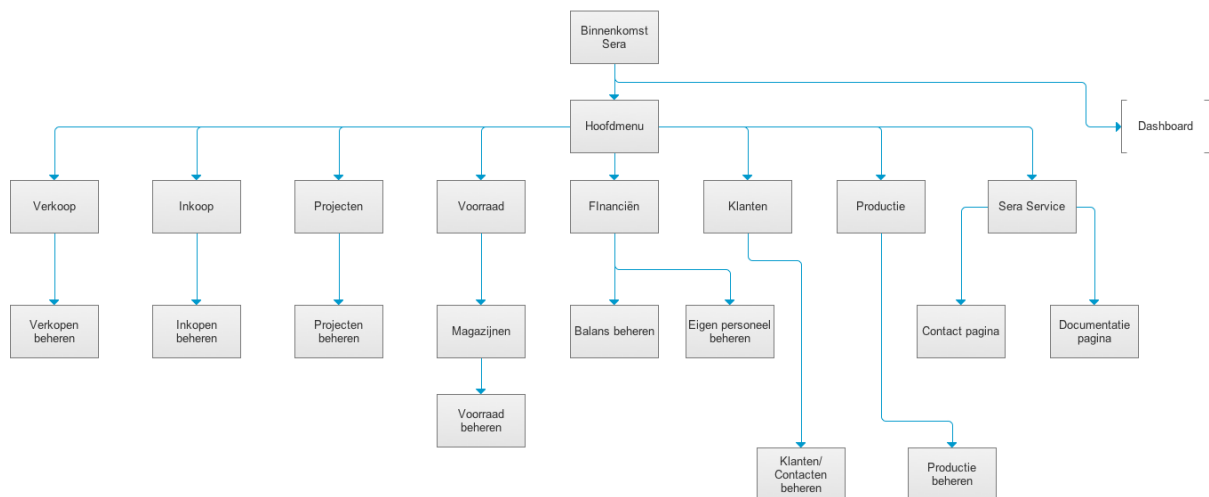 Binnenkomst
Sera
Hoofdmenu
Dashboard
Verkoop
Inkoop
Projecten
Voorraad
FInanciën
Klanten
Productie
Sera Service
Verkopen
beheren
Inkopen
beheren
Projecten
beheren
Magazijnen
Balans beheren
Eigen personeel
beheren
Contact pagina
Documentatie
pagina
Voorraad
beheren
Klanten/
Contacten
beheren
Productie
beheren